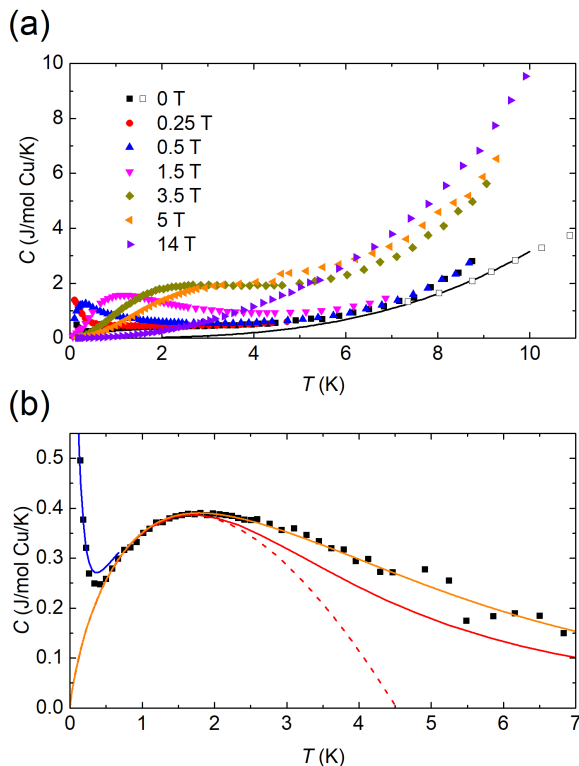 (a)
10
8
6
4
2
0
C (J/mol Cu/K)
0 T
0.25 T
0.5 T
1.5 T
3.5 T
5 T
14 T
0 2 4 6 8 10
T (K)
(b)
0.5
0.4
0.3
0.2
0.1
0.0
C (J/mol Cu/K)
0 1 2 3 4 5 6 7
T (K)